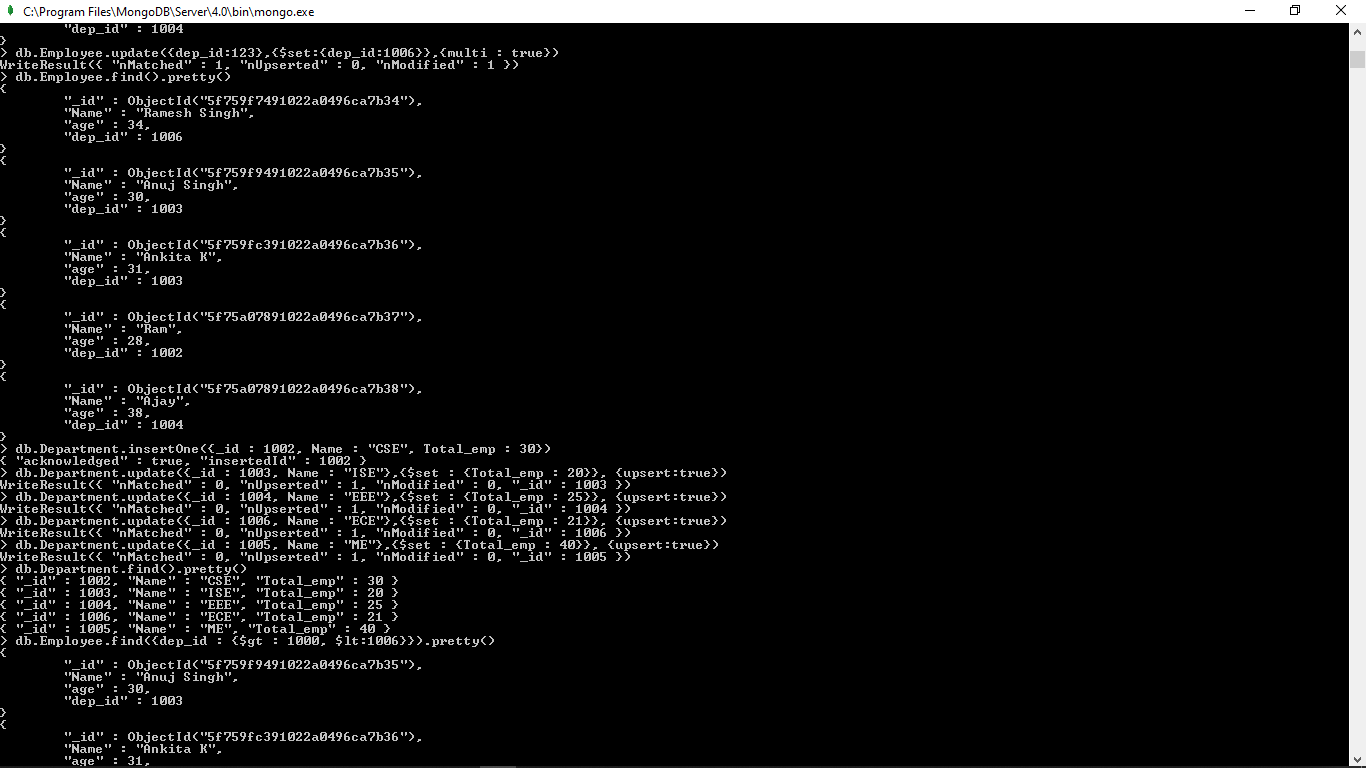 C:\Program Files\MongoDB\Server\4.0\bin\mongo.exe
"dep_id" : 1004
}
> db.Employee.update({dep_id:123},{$set:{dep_id:1006}},{multi : true})
WriteResult({ "nMatched" : 1, "nUpserted" : 0, "nModified" : 1 })
> db.Employee.find().pretty()
{
"_id" : ObjectId("5f759f7491022a0496ca7b34"),
"Name" : "Ramesh Singh",
"age" : 34,
"dep_id" : 1006
}
{
"_id" : ObjectId("5f759f9491022a0496ca7b35"),
"Name" : "Anuj Singh",
"age" : 30,
"dep_id" : 1003
}
{
"_id" : ObjectId("5f759fc391022a0496ca7b36"),
"Name" : "Ankita K",
"age" : 31,
"dep_id" : 1003
}
{
"_id" : ObjectId("5f75a07891022a0496ca7b37"),
"Name" : "Ram",
"age" : 28,
"dep_id" : 1002
}
{
"_id" : ObjectId("5f75a07891022a0496ca7b38"),
"Name" : "Ajay",
"age" : 38,
"dep_id" : 1004
}
> db.Department.insertOne({_id : 1002, Name : "CSE", Total_emp : 30})
{ "acknowledged" : true, "insertedId" : 1002 }
> db.Department.update({_id : 1003, Name : "ISE"},{$set : {Total_emp : 20}}, {upsert:true})
WriteResult({ "nMatched" : 0, "nUpserted" : 1, "nModified" : 0, "_id" : 1003 })
> db.Department.update({_id : 1004, Name : "EEE"},{$set : {Total_emp : 25}}, {upsert:true})
WriteResult({ "nMatched" : 0, "nUpserted" : 1, "nModified" : 0, "_id" : 1004 })
> db.Department.update({_id : 1006, Name : "ECE"},{$set : {Total_emp : 21}}, {upsert:true})
WriteResult({ "nMatched" : 0, "nUpserted" : 1, "nModified" : 0, "_id" : 1006 })
> db.Department.update({_id : 1005, Name : "ME"},{$set : {Total_emp : 40}}, {upsert:true})
WriteResult({ "nMatched" : 0, "nUpserted" : 1, "nModified" : 0, "_id" : 1005 })
> db.Department.find().pretty()
{ "_id" : 1002, "Name" : "CSE", "Total_emp" : 30 }
{ "_id" : 1003, "Name" : "ISE", "Total_emp" : 20 }
{ "_id" : 1004, "Name" : "EEE", "Total_emp" : 25 }
{ "_id" : 1006, "Name" : "ECE", "Total_emp" : 21 }
{ "_id" : 1005, "Name" : "ME", "Total_emp" : 40 }
> db.Employee.find({dep_id : {$gt : 1000, $lt:1006}}).pretty()
{
"_id" : ObjectId("5f759f9491022a0496ca7b35"),
"Name" : "Anuj Singh",
"age" : 30,
"dep_id" : 1003
}
{
"_id" : ObjectId("5f759fc391022a0496ca7b36"),
"Name" : "Ankita K",
"age" : 31,